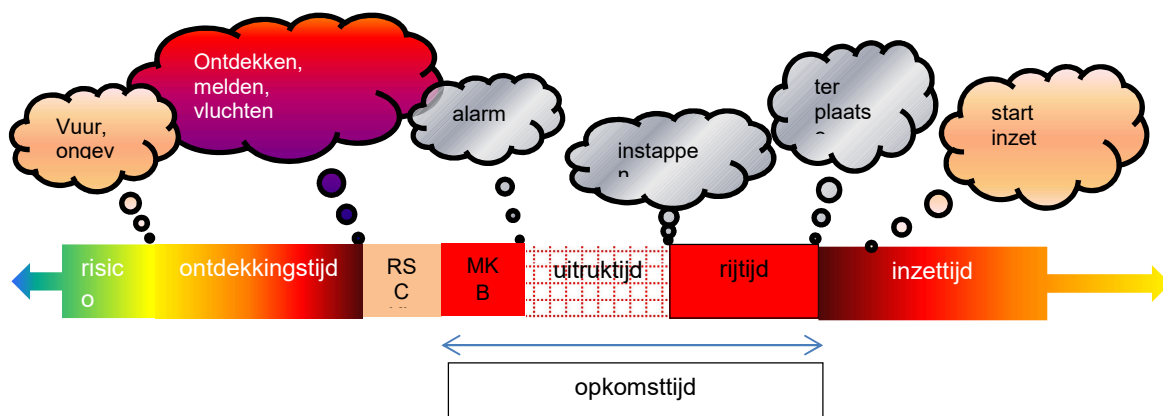 Ontdekken,
melden,
vluchten
Vuur,
ongev
alarm
instappe
n
ter
plaats
start
inzet
risic
o
ontdekkingstijd
RS
C
MK
B
uitruktijd
rijtijd
inzettijd
opkomsttijd